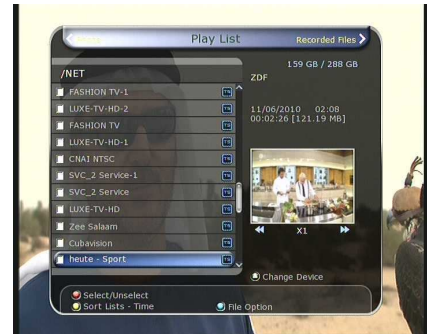 Play List
Recorded Files
159 GB / 288 GB
/NET
ZDF
FASHION TV-1
LUXE-TV-HD-2
FASHION TV
LUXE-TV-HD-1
CNAI NTSC
SVC_2 Service-1
SVC_2 Service
LUXE-TV-HD
Zee Salaam
Cubavision
heute - Sport
11/06/2010 02:08
00:02:26 [121.19 MB]
X1
Change Device
Select/Unselect
Sort Lists - Time
File Option